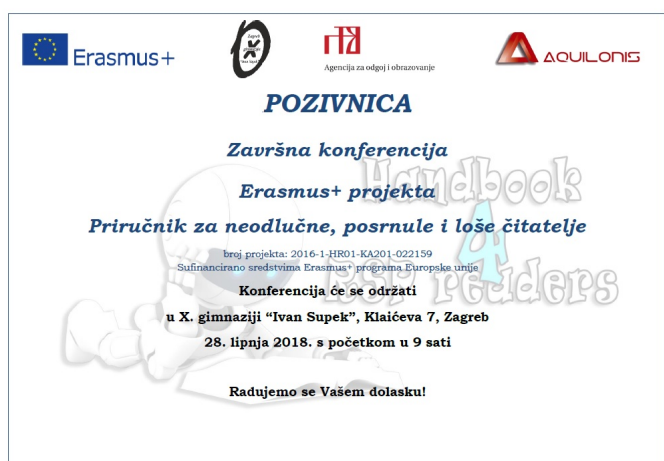 Erasmus+
Zagreb
X
Agencija za odgoj i obrazovanje
AQUILONIS
POZIVNICA
Završna konferencija
Erasmus+ projekta
Priručnik za neodlučne, posrnule i loše čitatelje
broj projekta: 2016-1-HR01-KA201-022159
Sufinancirano sredstvima Erasmus+ programa Europske unije
Handbook
4
RSP readers
Konferencija će se održati
u X. gimnaziji “Ivan Supek”, Klaićeva 7, Zagreb
28. lipnja 2018. s početkom u 9 sati
Radujemo se Vašem dolasku!